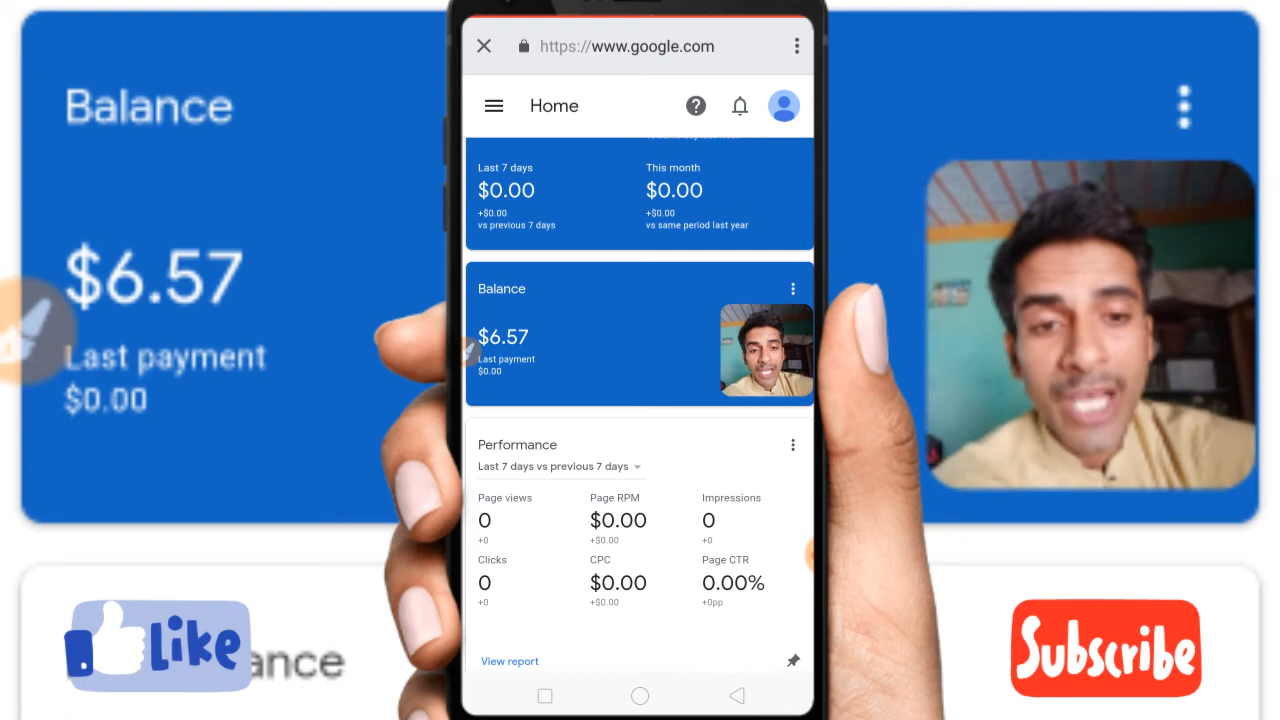 Balance
$6.57
Last payment
$0.00
Like
ance
https://www.google.com
Home
Last 7 days
$0.00
+$0.00
vs previous 7 days
This month
$0.00
+$0.00
vs same period last year
Balance
$6.57
Last payment
$0.00
Performance
Last 7 days vs previous 7 days
Page views
0
+0
Page RPM
$0.00
+$0.00
Impressions
0
+0
Clicks
0
+0
CPC
$0.00
+$0.00
Page CTR
0.00%
+0pp
View report
Subscribe